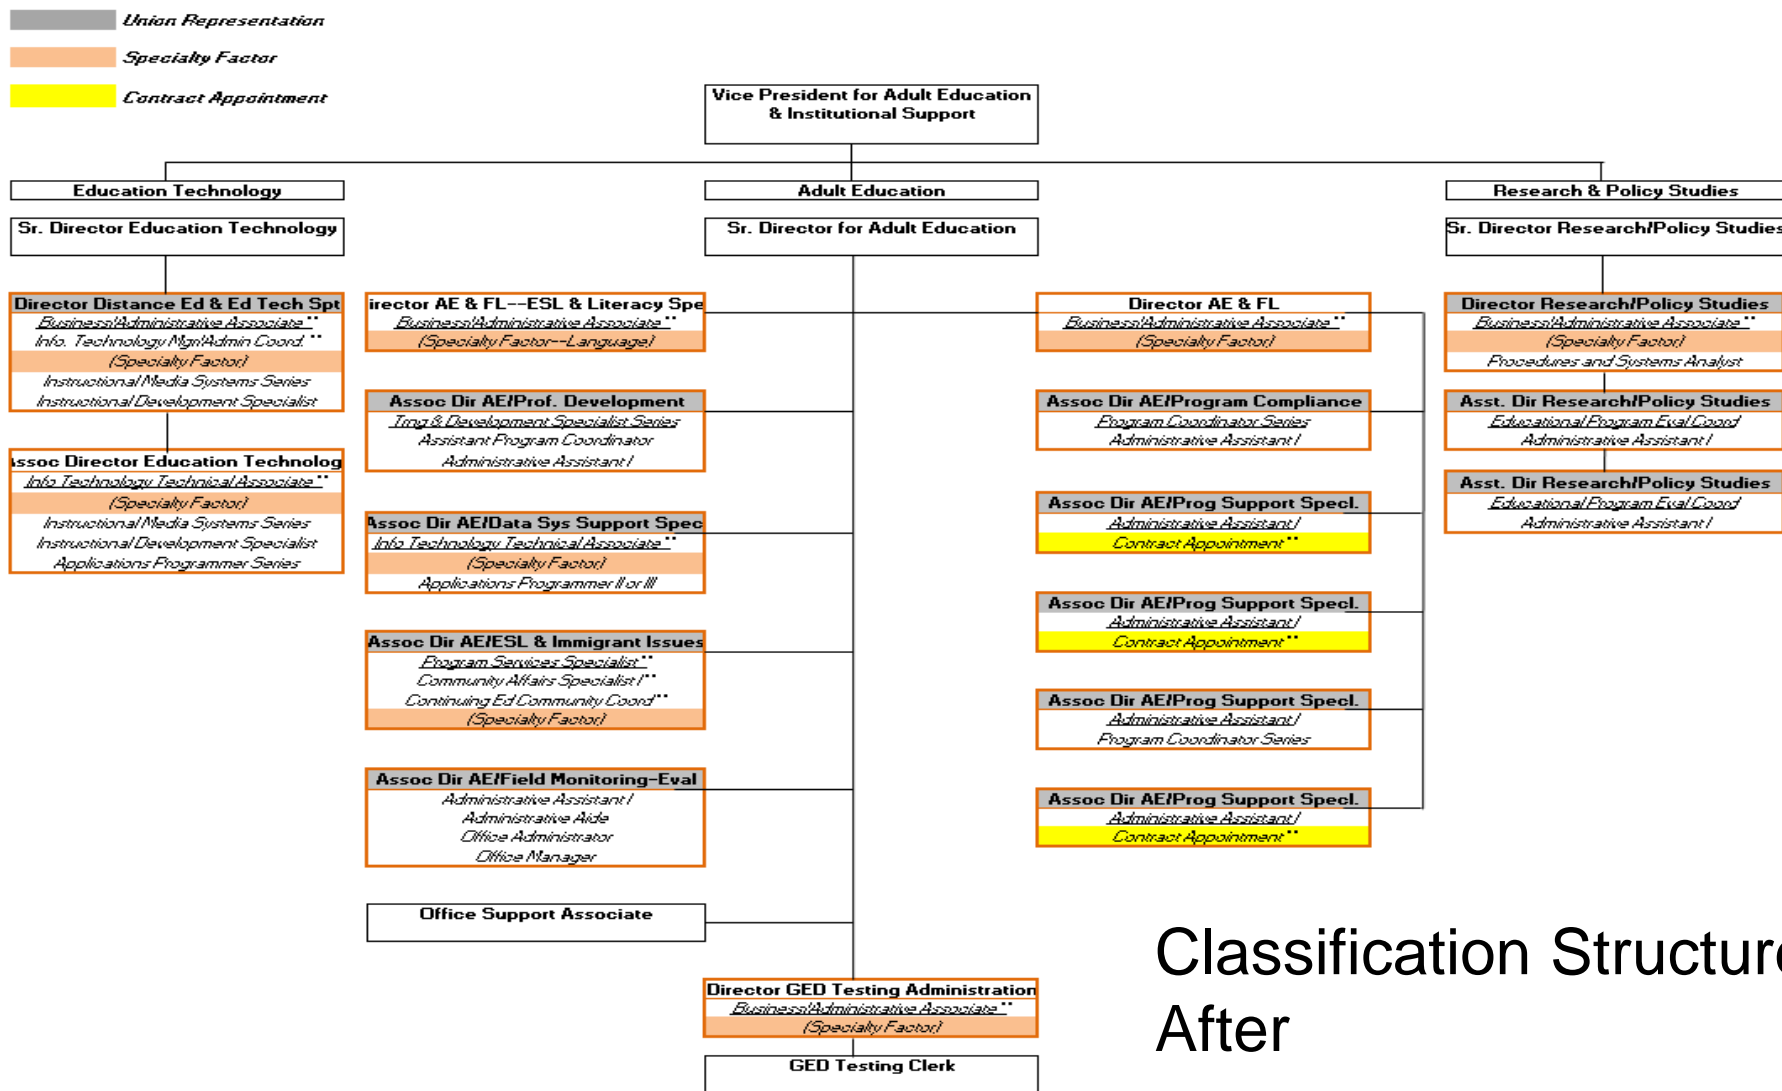 Union Representation
Specialty Factor
Contract Appointment
Vice President for Adult Education
& Institutional Support
Education Technology
Adult Education
Research & Policy Studies
Sr. Director Education Technology
Sr. Director for Adult Education
Sr. Director Research/Policy Studies
Director Distance Ed & Ed Tech Spt
Business/Administrative Associate **
Info. Technology Mgr/Admin Coord. **
(Specialty Factor)
Instructional Media Systems Series
Instructional Development Specialist
ssoc Director Education Technolog
Info Technology Technical Associate **
(Specialty Factor)
Instructional Media Systems Series
Instructional Development Specialist
Applications Programmer Series
irector AE & FL--ESL & Literacy Spe
Business/Administrative Associate **
(Specialty Factor--Language)
Assoc Dir AE/Prof. Development
Trng & Development Specialist Series
Assistant Program Coordinator
Administrative Assistant I
Assoc Dir AE/Data Sys Support Spec
Info Technology Technical Associate **
(Specialty Factor)
Applications Programmer II or III
Assoc Dir AE/ESL & Immigrant Issues
Program Services Specialist **
Community Affairs Specialist I **
Continuing Ed Community Coord **
(Specialty Factor)
Assoc Dir AE/Field Monitoring-Eval
Administrative Assistant I
Administrative Aide
Office Administrator
Office Manager
Office Support Associate
Director GED Testing Administration
Business/Administrative Associate **
(Specialty Factor)
GED Testing Clerk
Director AE & FL
Business/Administrative Associate **
(Specialty Factor)
Assoc Dir AE/Program Compliance
Program Coordinator Series
Administrative Assistant I
Assoc Dir AE/Prog Support Specl.
Administrative Assistant I
Contract Appointment **
Assoc Dir AE/Prog Support Specl.
Administrative Assistant I
Contract Appointment **
Assoc Dir AE/Prog Support Specl.
Administrative Assistant I
Program Coordinator Series
Assoc Dir AE/Prog Support Specl.
Administrative Assistant I
Contract Appointment **
Director Research/Policy Studies
Business/Administrative Associate **
(Specialty Factor)
Procedures and Systems Analyst
Asst. Dir Research/Policy Studies
Educational Program Eval Coord
Administrative Assistant I
Asst. Dir Research/Policy Studies
Educational Program Eval Coord
Administrative Assistant I
Classification Structure
After